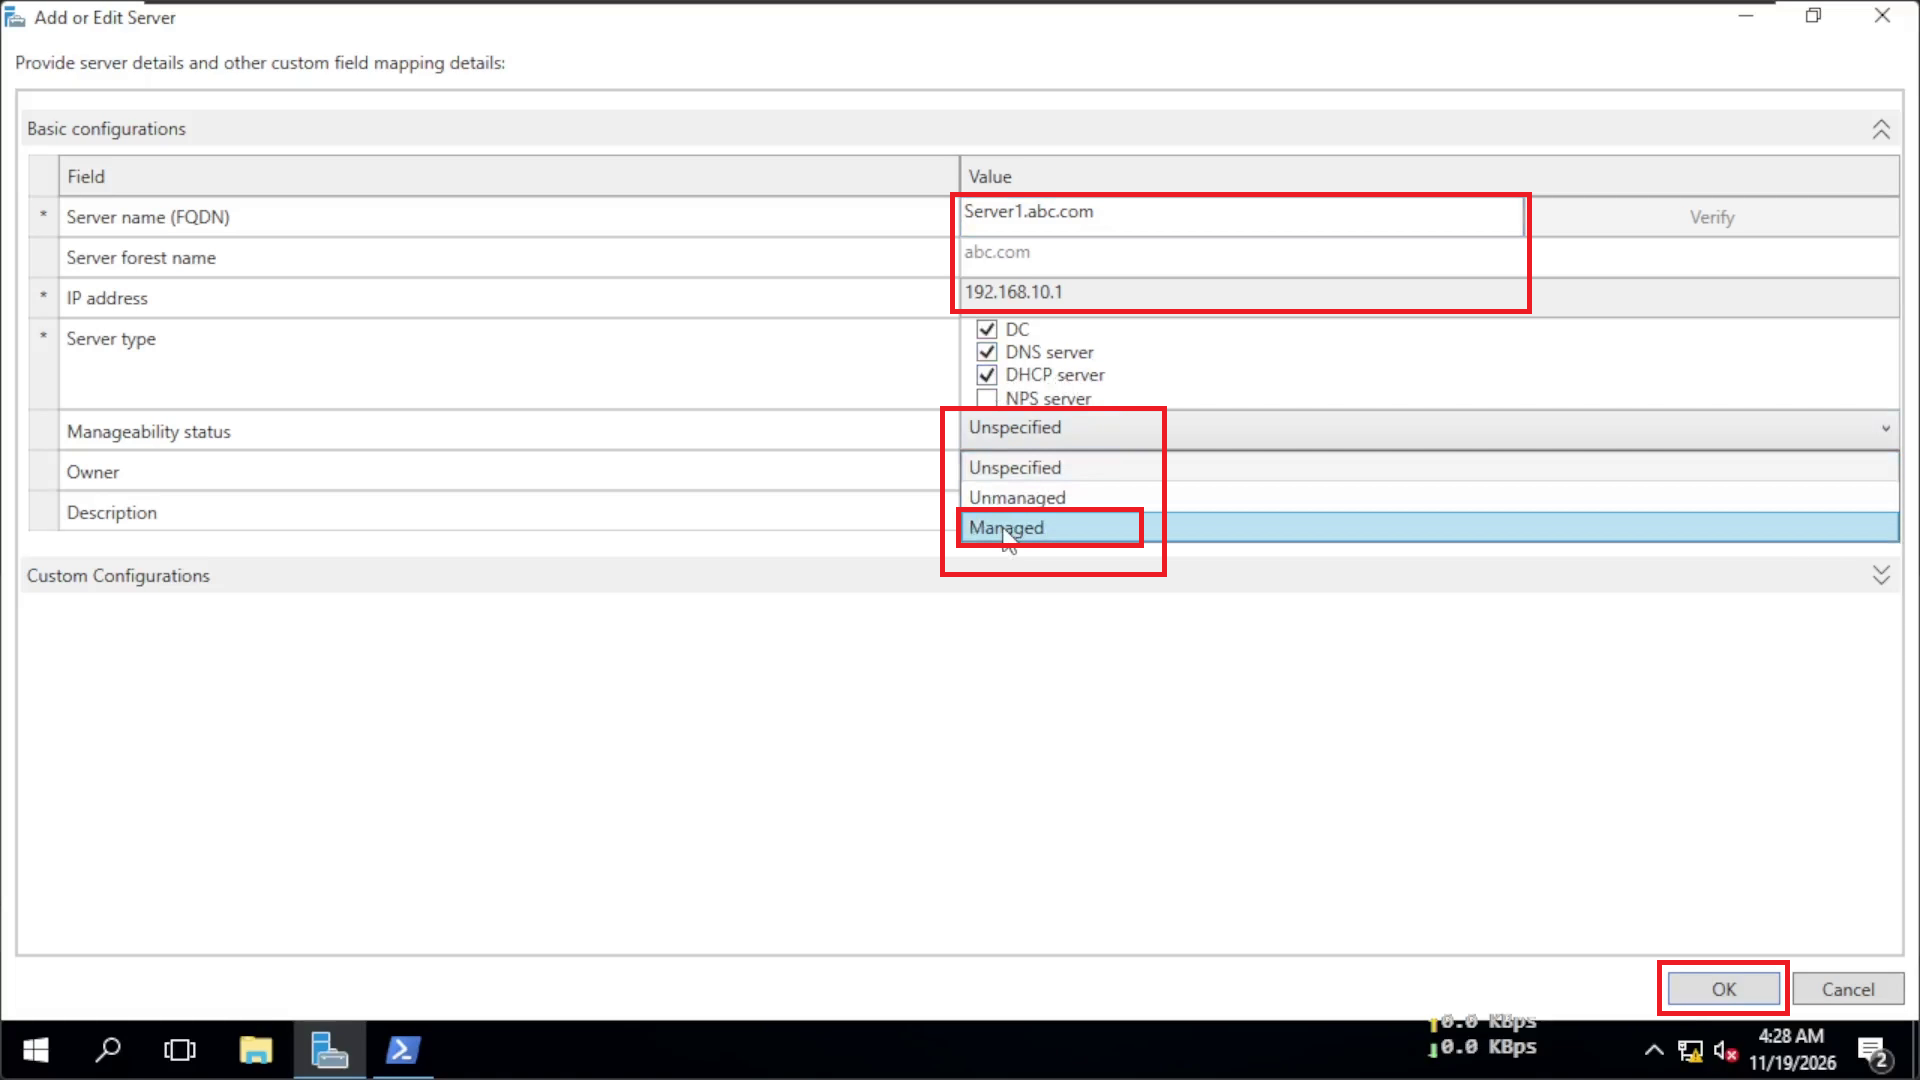 Add or Edit Server
Provide server details and other custom field mapping details:
Basic configurations
Field Value
* Server name (FQDN) Server1.abc.com Verify
Server forest name abc.com
* IP address 192.168.10.1
* Server type DC
DNS server
DHCP server
NPS server
Manageability status Unspecified
Owner Unspecified
Unmanaged
Description Managed
Custom Configurations
OK Cancel
0.0 KBps
0.0 KBps
4:28 AM
11/19/2026
2